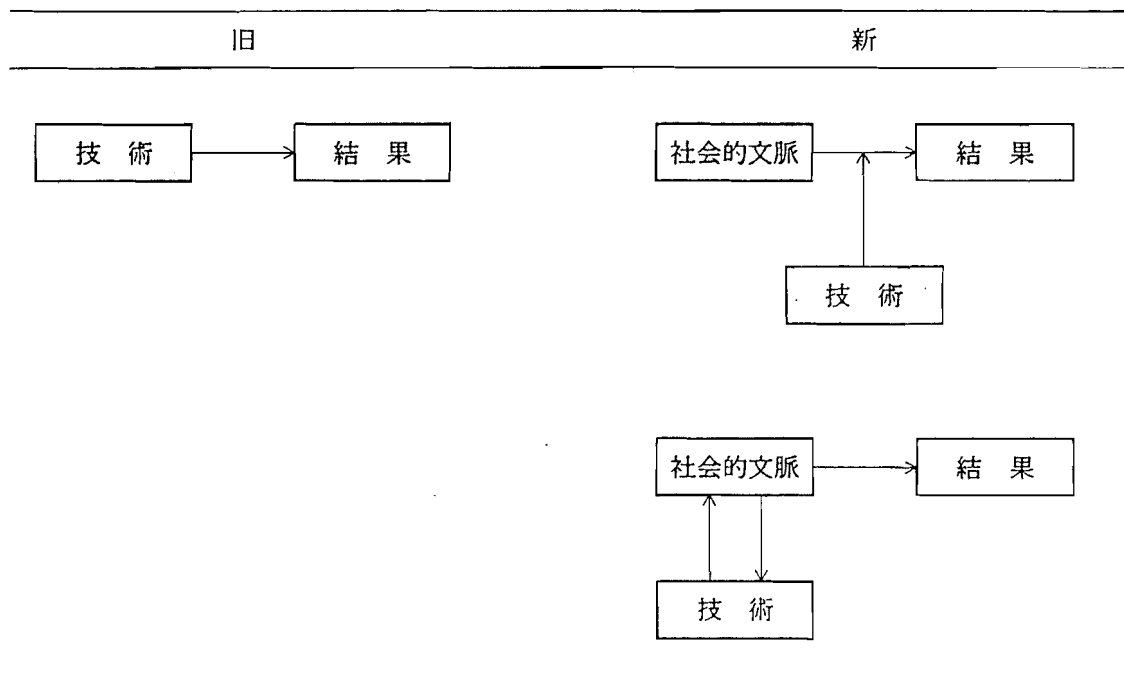 旧 新
技術 結果
社会的文脈 結果
技術
社会的文脈 結果
技術